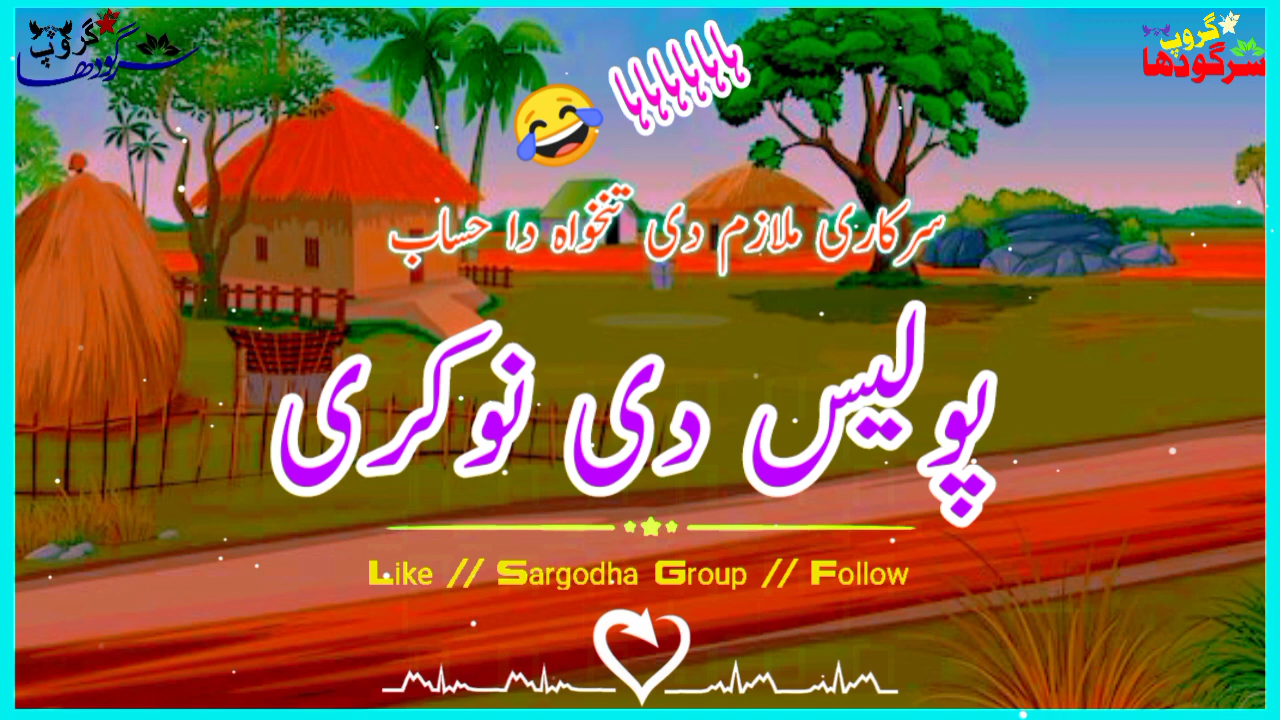 سرگودھا گروپ
سرگودھا گروپ
ہاہاہاہاہاہا
سرکاری ملازم دی تنخواہ دا حساب
پولیس دی نوکری
Like // Sargodha Group // Follow